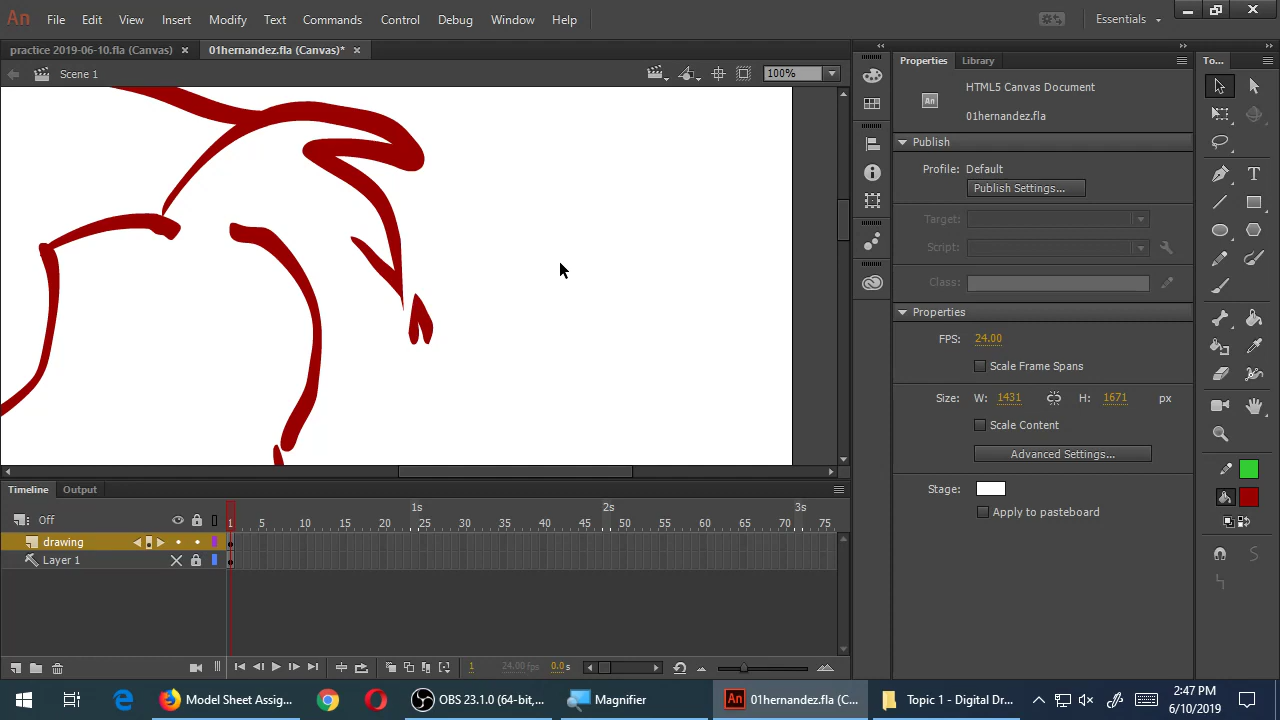 An File Edit View Insert Modify Text Commands Control Debug Window Help Essentials
practice 2019-06-10.fla (Canvas) × 01hernandez.fla (Canvas)* ×
Scene 1 100%
Properties Library To...
HTML5 Canvas Document
An
01hernandez.fla
Publish
Profile: Default
Publish Settings...
Target:
Script:
Class:
Properties
FPS: 24.00
Scale Frame Spans
Size: W: 1431 H: 1671 px
Scale Content
Advanced Settings...
Stage:
Apply to pasteboard
Timeline Output
1s 2s 3s
Off 1 5 10 15 20 25 30 35 40 45 50 55 60 65 70 75
drawing
Layer 1
1 24.00 fps 0.0 s
Model Sheet Assig... OBS 23.1.0 (64-bit,... Magnifier An 01hernandez.fla (C... Topic 1 - Digital Dr...
2:47 PM
6/10/2019